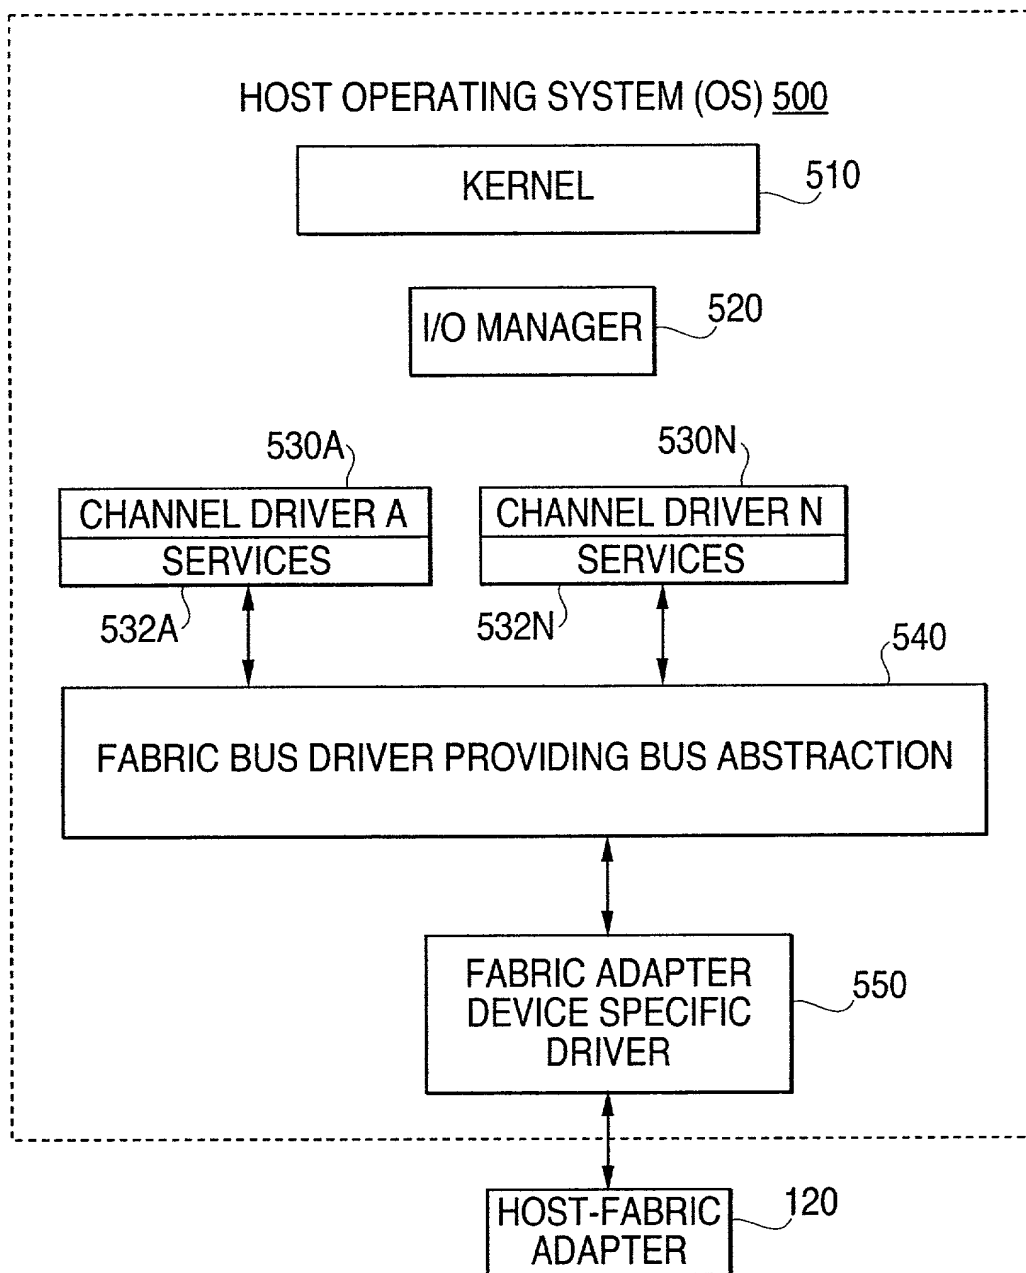 HOST OPERATING SYSTEM (OS) 500
KERNEL
510
I/O MANAGER
520
530A
530N
CHANNEL DRIVER A
SERVICES
CHANNEL DRIVER N
SERVICES
532A
532N
540
FABRIC BUS DRIVER PROVIDING BUS ABSTRACTION
FABRIC ADAPTER
DEVICE SPECIFIC
DRIVER
550
HOST-FABRIC
ADAPTER
120